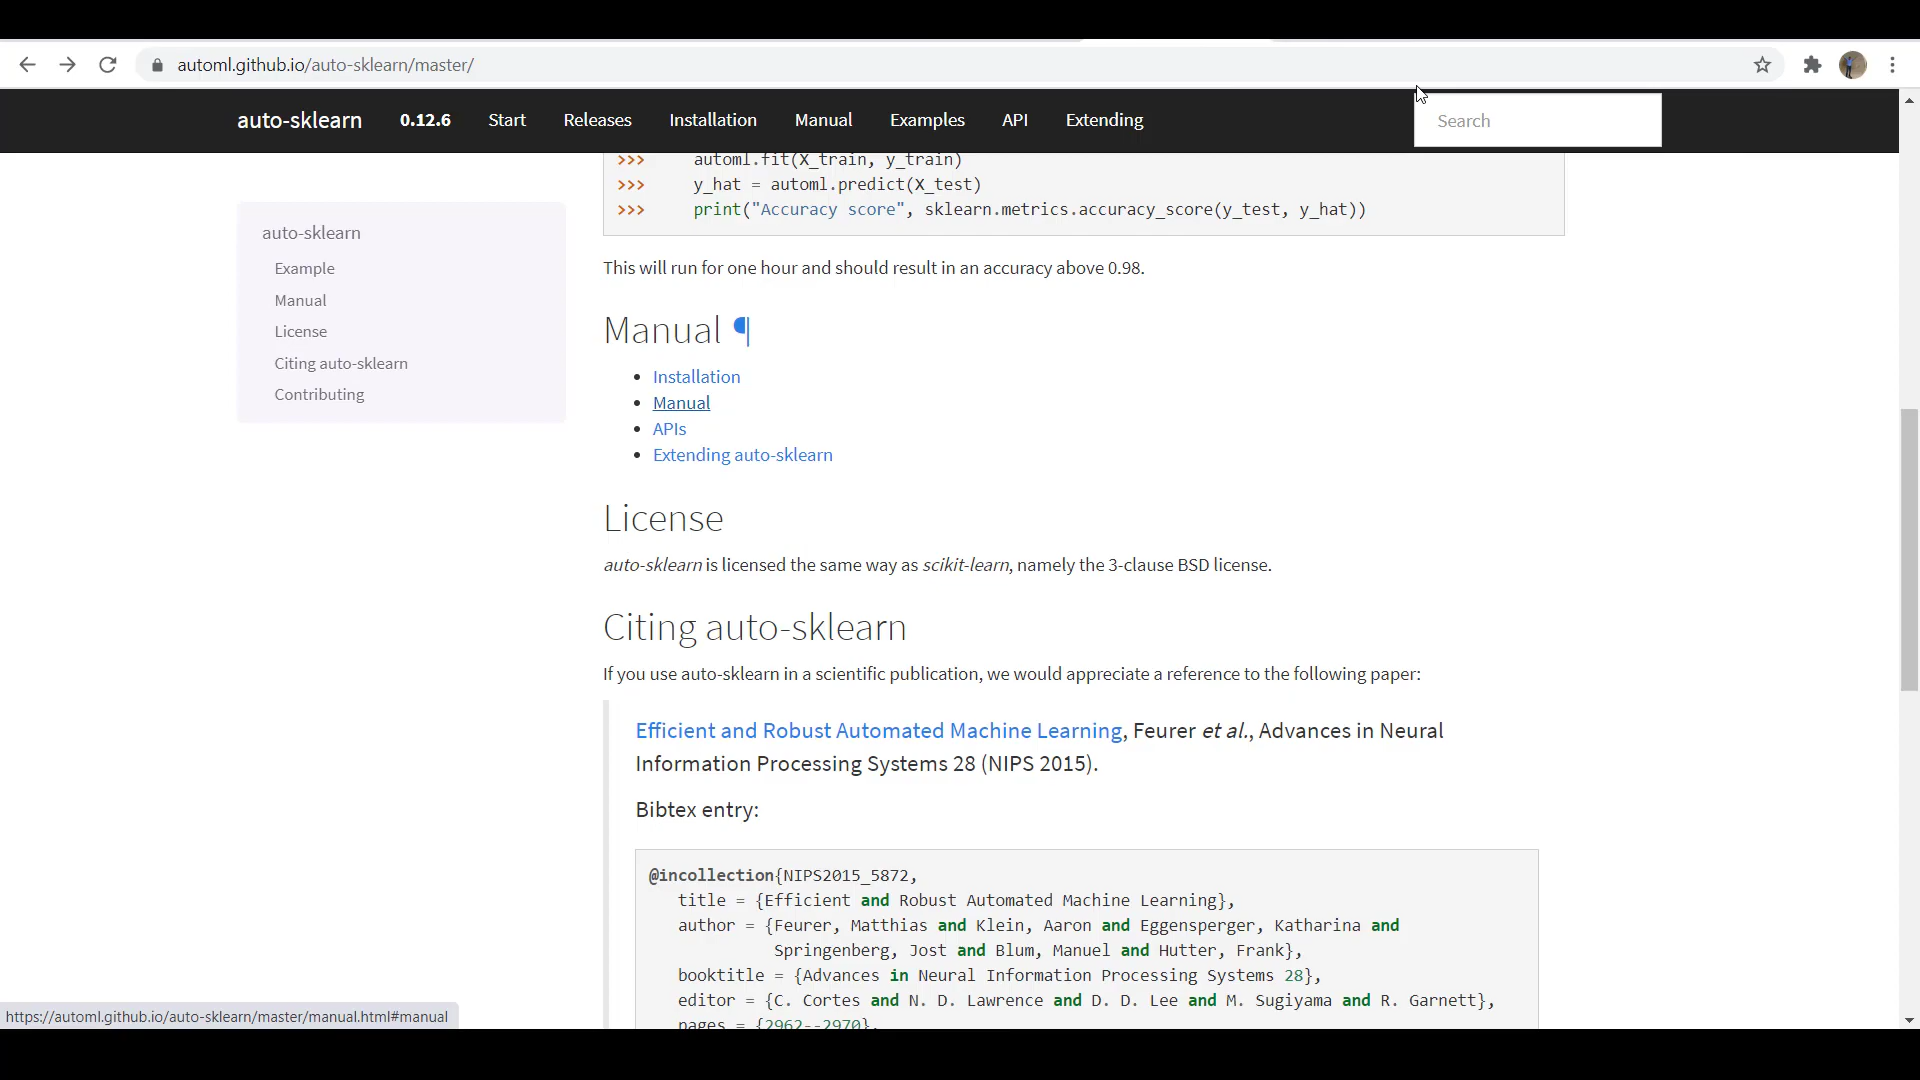 automl.github.io/auto-sklearn/master/
auto-sklearn 0.12.6 Start Releases Installation Manual Examples API Extending Search
>>> automl.fit(X_train, y_train)
>>> y_hat = automl.predict(X_test)
>>> print("Accuracy score", sklearn.metrics.accuracy_score(y_test, y_hat))
auto-sklearn
Example
Manual
License
Citing auto-sklearn
Contributing
This will run for one hour and should result in an accuracy above 0.98.
Manual ¶
• Installation
• Manual
• APIs
• Extending auto-sklearn
License
auto-sklearn is licensed the same way as scikit-learn, namely the 3-clause BSD license.
Citing auto-sklearn
If you use auto-sklearn in a scientific publication, we would appreciate a reference to the following paper:
Efficient and Robust Automated Machine Learning, Feurer et al., Advances in Neural
Information Processing Systems 28 (NIPS 2015).
Bibtex entry:
@incollection{NIPS2015_5872,
title = {Efficient and Robust Automated Machine Learning},
author = {Feurer, Matthias and Klein, Aaron and Eggensperger, Katharina and
Springenberg, Jost and Blum, Manuel and Hutter, Frank},
booktitle = {Advances in Neural Information Processing Systems 28},
editor = {C. Cortes and N. D. Lawrence and D. D. Lee and M. Sugiyama and R. Garnett},
pages = {2962--2970},
https://automl.github.io/auto-sklearn/master/manual.html#manual